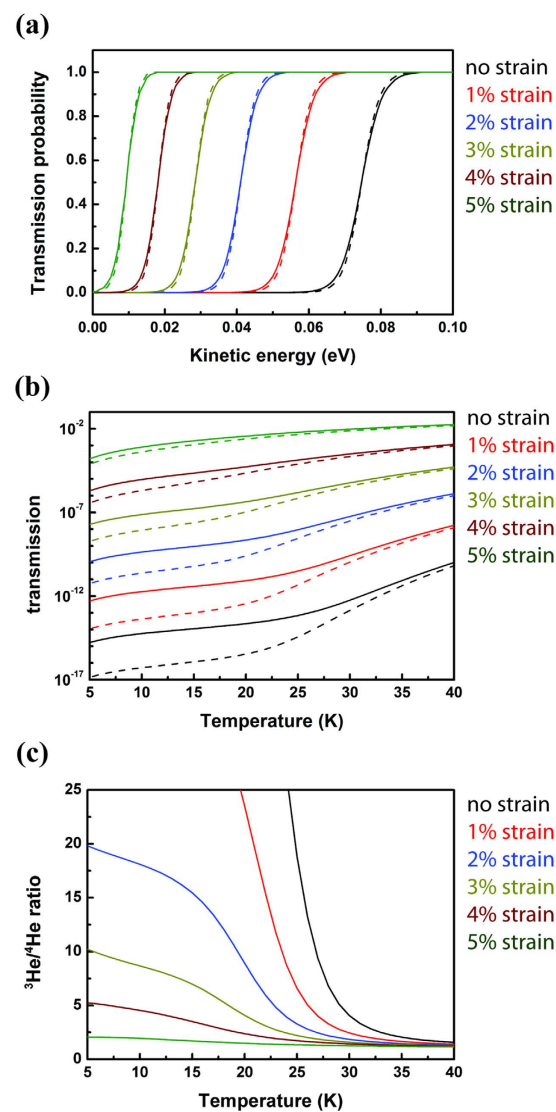 (a)
Transmission probability
1.0
0.8
0.6
0.4
0.2
0.0
0.00
0.02
0.04
0.06
0.08
0.10
Kinetic energy (eV)
no strain
1% strain
2% strain
3% strain
4% strain
5% strain
(b)
transmission
10⁻²
10⁻⁷
10⁻¹²
10⁻¹⁷
5
10
15
20
25
30
35
40
Temperature (K)
no strain
1% strain
2% strain
3% strain
4% strain
5% strain
(c)
³He/⁴He ratio
25
20
15
10
5
0
5
10
15
20
25
30
35
40
Temperature (K)
no strain
1% strain
2% strain
3% strain
4% strain
5% strain